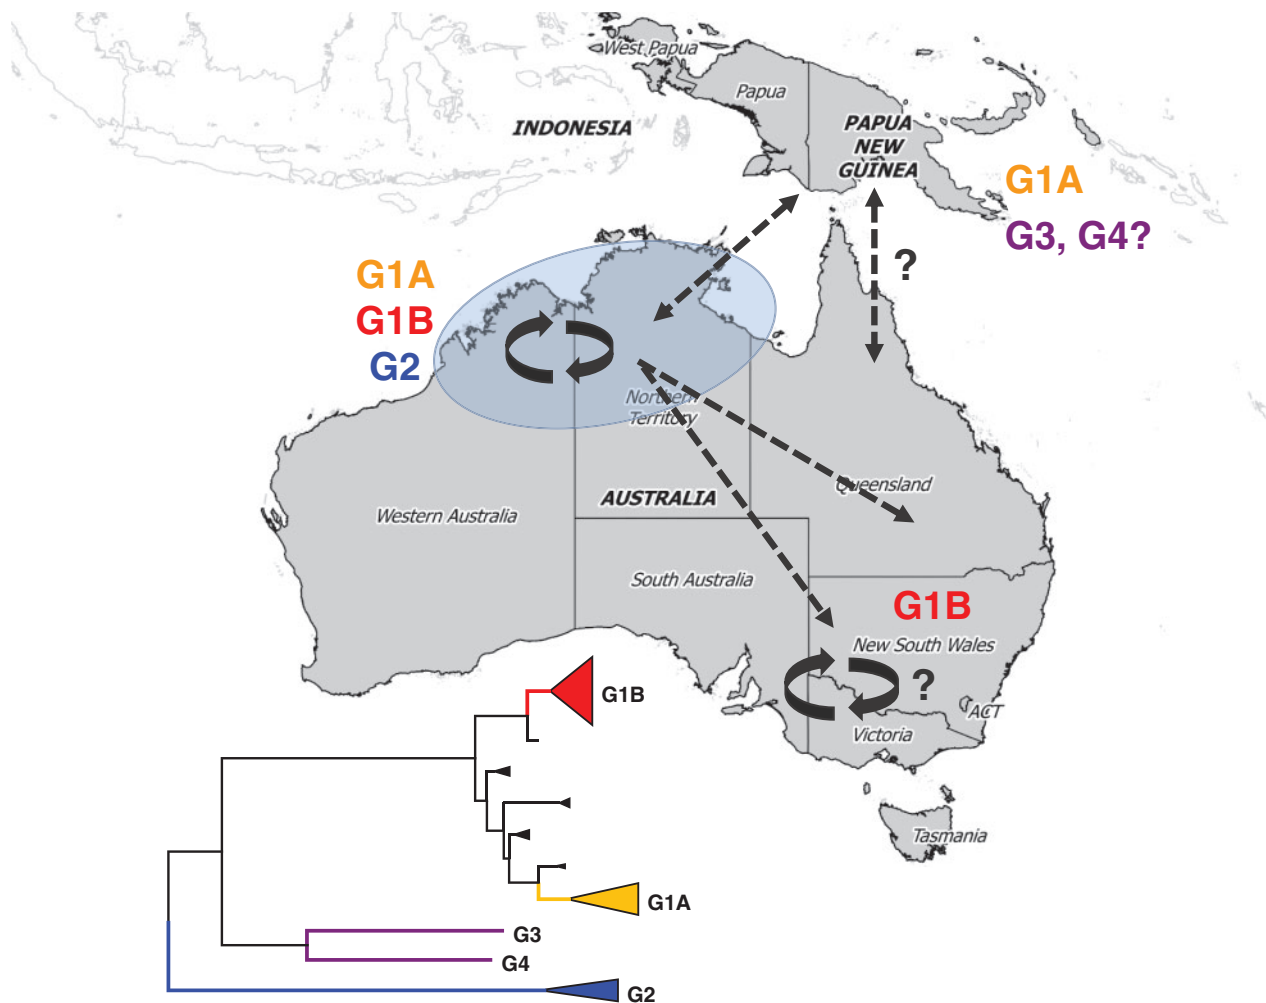 West Papua
Papua
INDONESIA
PAPUA
NEW
GUINEA
G1A
G3, G4?
?
G1A
G1B
G2
Northern
Territory
Queensland
AUSTRALIA
Western Australia
South Australia
G1B
New South Wales
?
ACT
Victoria
Tasmania
G1B
G1A
G3
G4
G2